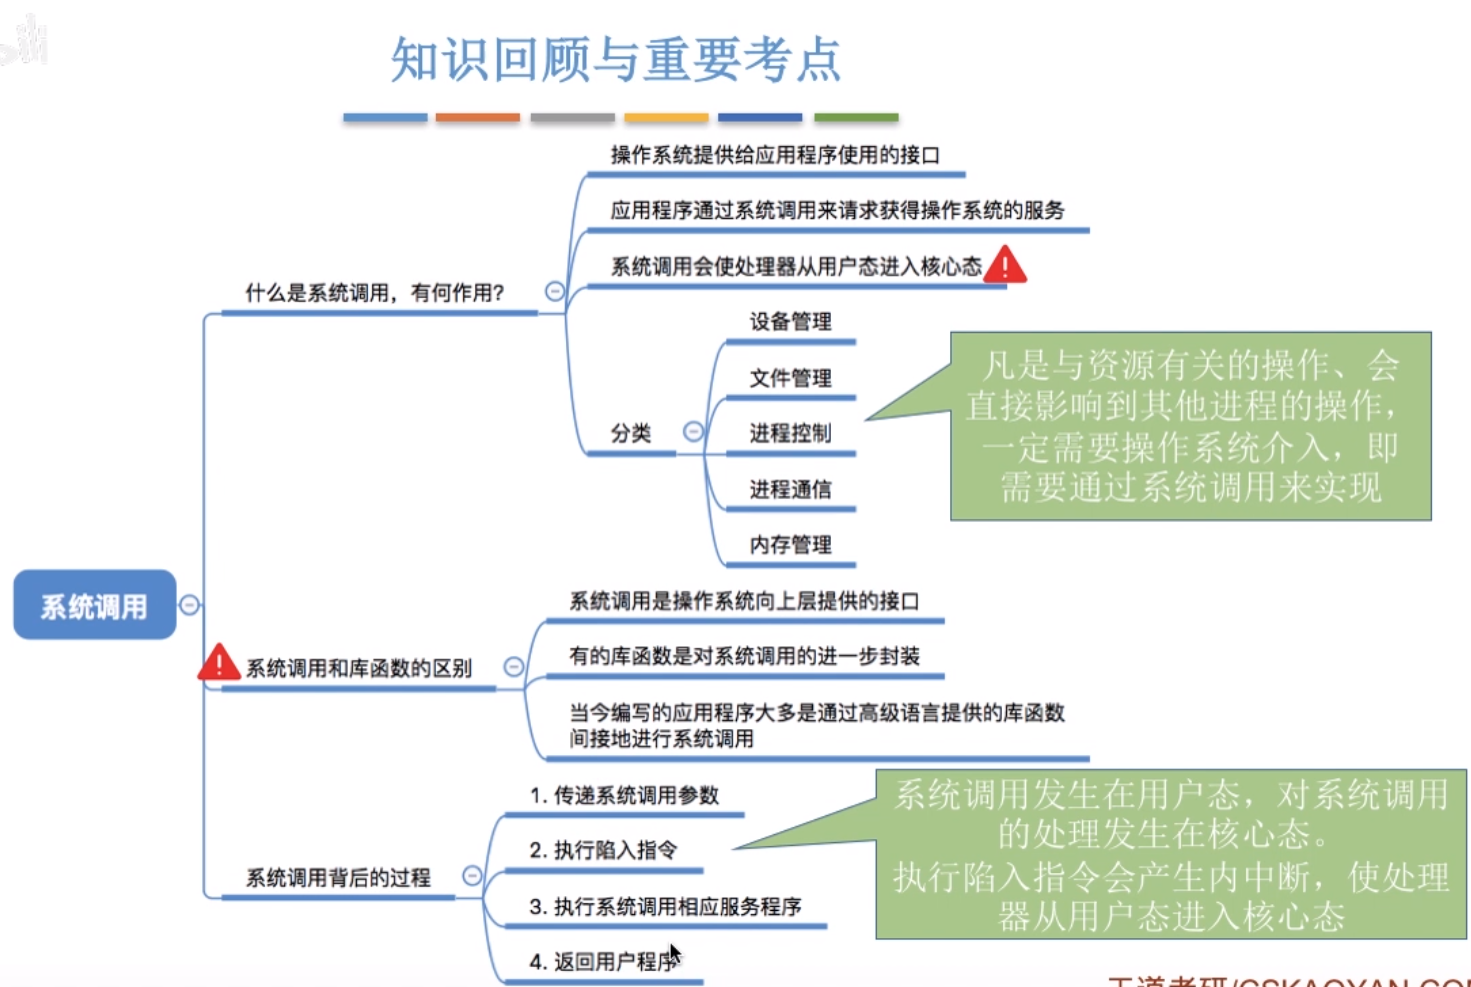 知识回顾与重要考点
操作系统提供给应用程序使用的接口
应用程序通过系统调用来请求获得操作系统的服务
系统调用会使处理器从用户态进入核心态
什么是系统调用，有何作用？
设备管理
文件管理
分类
进程控制
进程通信
内存管理
凡是与资源有关的操作、会
直接影响到其他进程的操作，
一定需要操作系统介入，即
需要通过系统调用来实现
系统调用
系统调用是操作系统向上层提供的接口
系统调用和库函数的区别
有的库函数是对系统调用的进一步封装
当今编写的应用程序大多是通过高级语言提供的库函数
间接地进行系统调用
1. 传递系统调用参数
2. 执行陷入指令
系统调用背后的过程
3. 执行系统调用相应服务程序
4. 返回用户程序
系统调用发生在用户态，对系统调用
的处理发生在核心态。
执行陷入指令会产生内中断，使处理
器从用户态进入核心态
王道考研/CSKAOYAN.COM